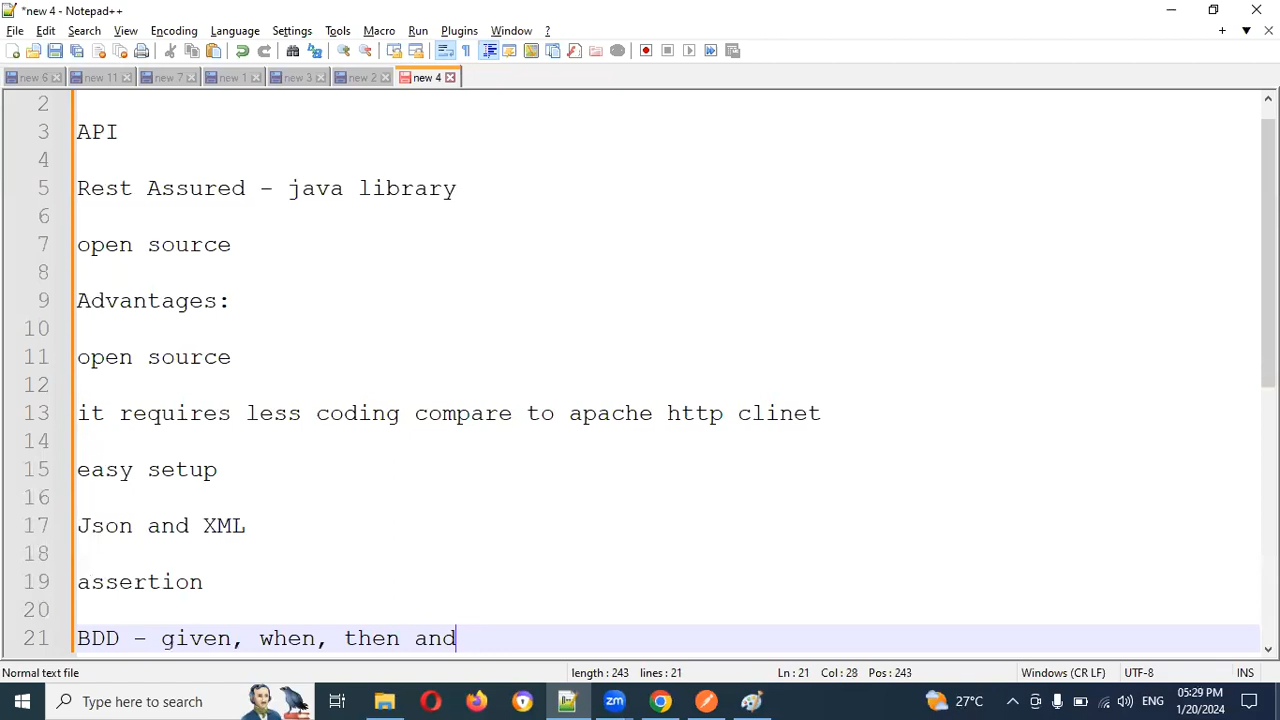 *new 4 - Notepad++
File Edit Search View Encoding Language Settings Tools Macro Run Plugins Window ?
new 6 new 11 new 7 new 1 new 3 new 2 new 4
2
3 API
4
5 Rest Assured - java library
6
7 open source
8
9 Advantages:
10
11 open source
12
13 it requires less coding compare to apache http clinet
14
15 easy setup
16
17 Json and XML
18
19 assertion
20
21 BDD - given, when, then and
Normal text file length : 243 lines : 21 Ln : 21 Col : 28 Pos : 243 Windows (CR LF) UTF-8 INS
Type here to search zm 27°C ENG 05:29 PM
1/20/2024